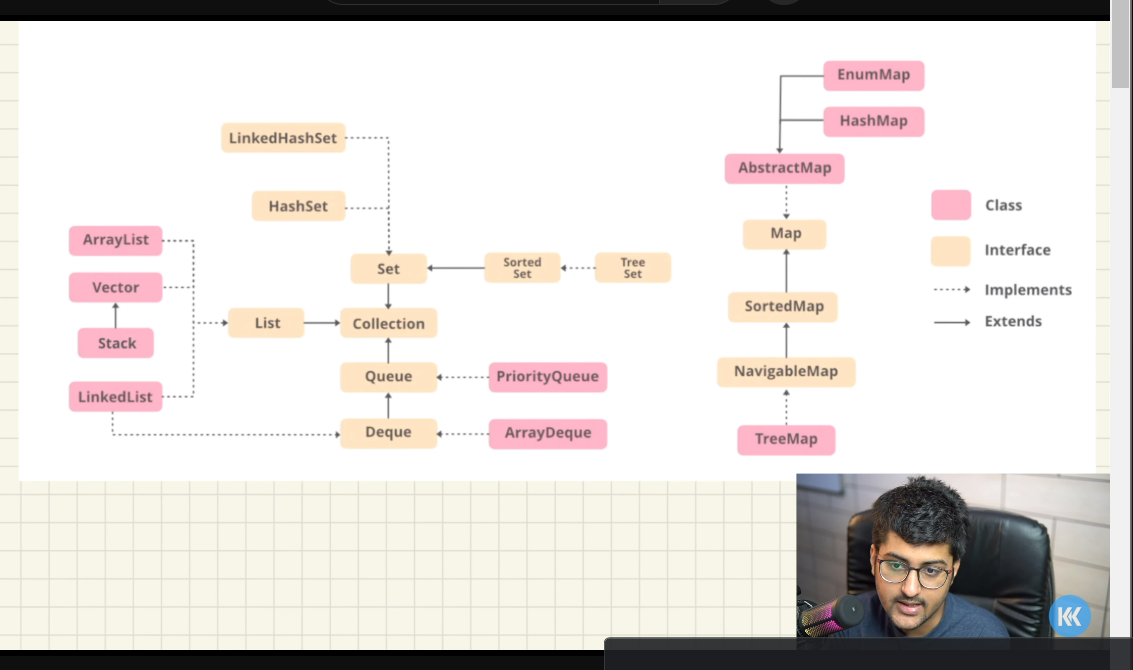 EnumMap
HashMap
LinkedHashSet
AbstractMap
HashSet
Class
ArrayList
Map
Interface
Set
Sorted
Set
Tree
Set
Vector
Implements
SortedMap
List
Collection
Extends
Stack
Queue
PriorityQueue
NavigableMap
LinkedList
Deque
ArrayDeque
TreeMap
KK